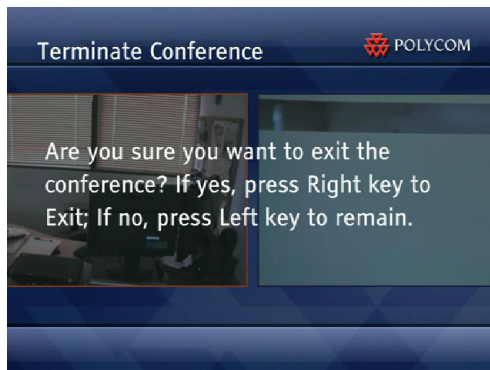 Terminate Conference
POLYCOM
Are you sure you want to exit the
conference? If yes, press Right key to
Exit; If no, press Left key to remain.